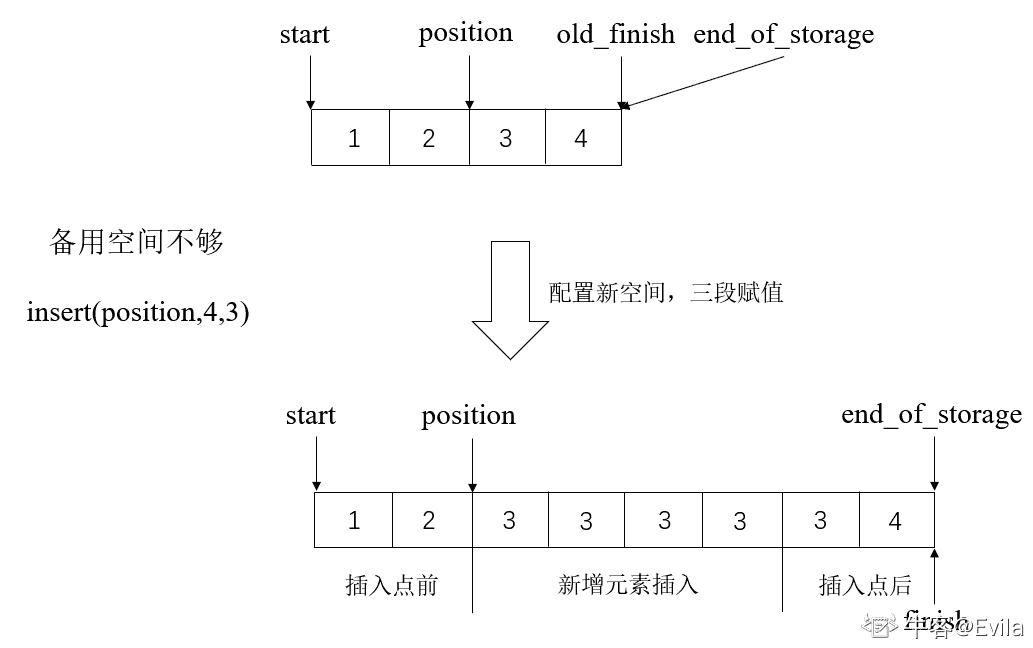 start position old_finish end_of_storage
1 2 3 4
备用空间不够
insert(position,4,3)
配置新空间，三段赋值
start position end_of_storage
1 2 3 3 3 3 3 4
插入点前 新增元素插入 插入点后
finish
牛客@Evila